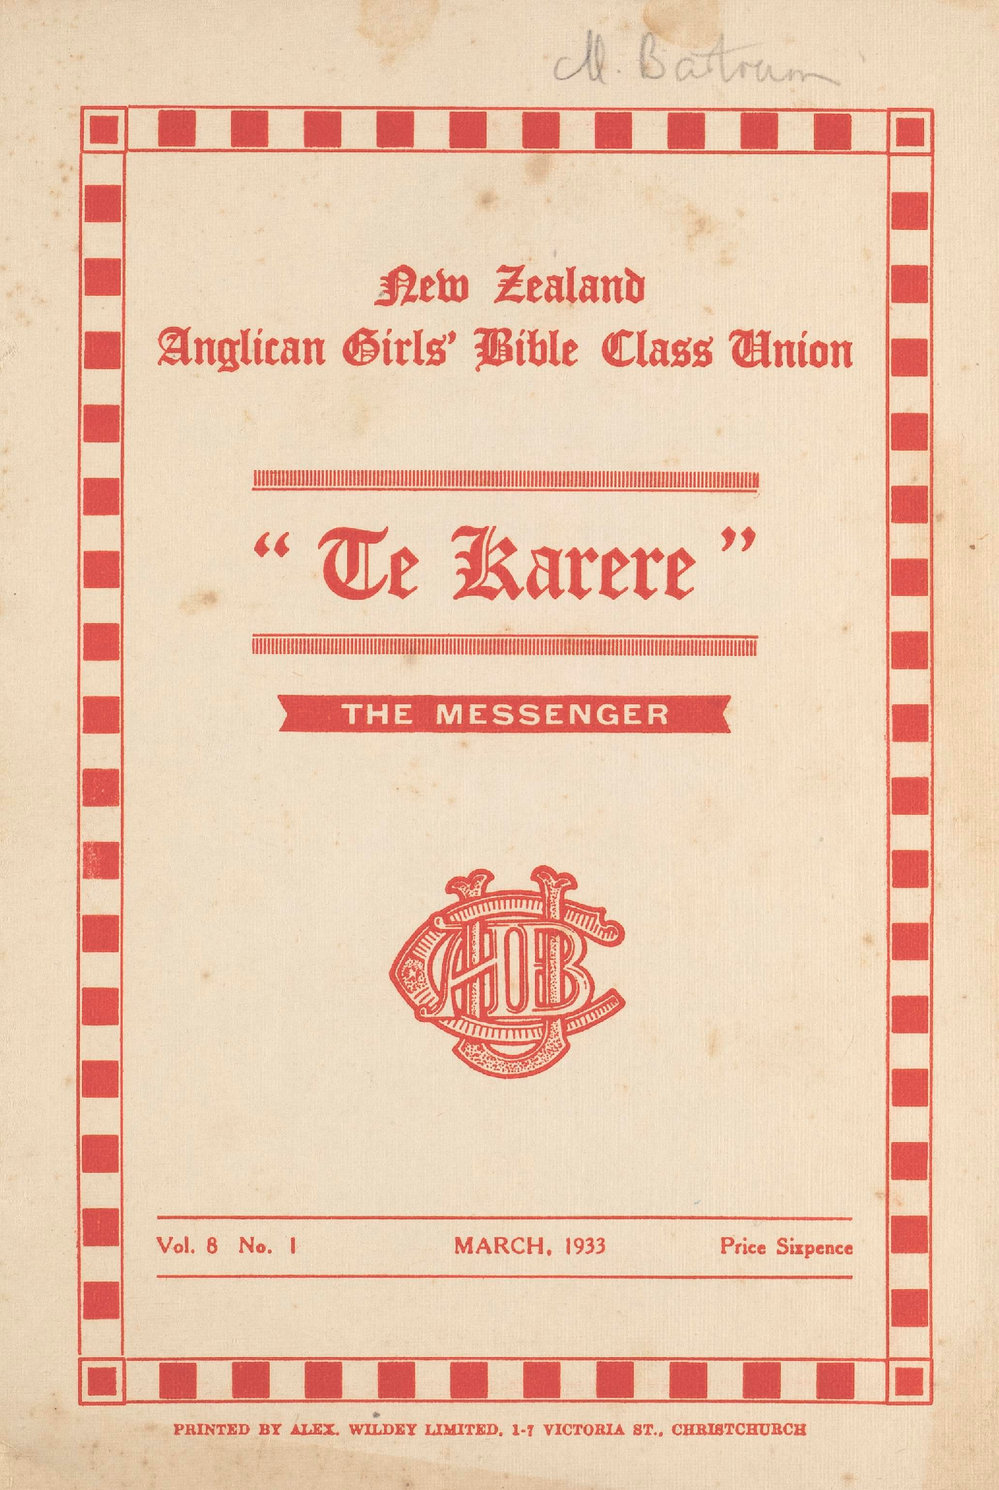 M. Battrum
New Zealand
Anglican Girls' Bible Class Union
“ Te Karere ”
THE MESSENGER
Vol. 8 No. 1 MARCH, 1933 Price Sixpence
PRINTED BY ALEX. WILDEY LIMITED, 1-7 VICTORIA ST., CHRISTCHURCH